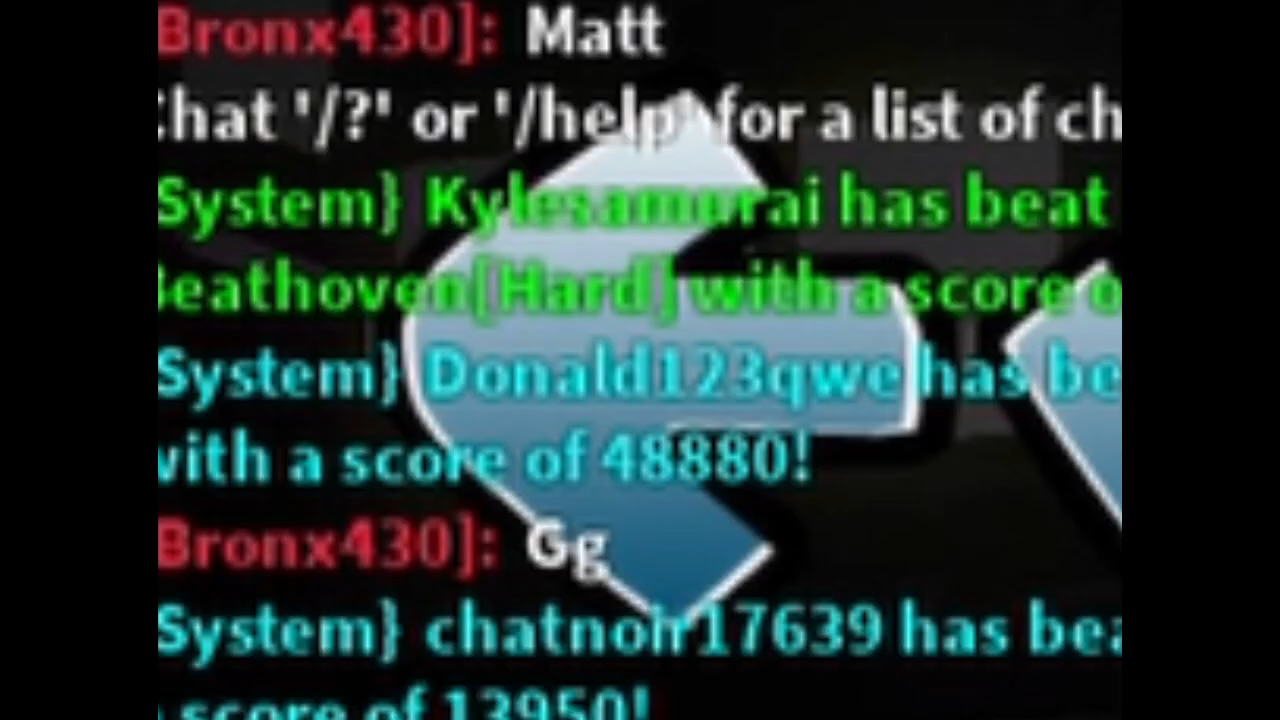 Bronx430]: Matt
Chat '/?' or '/help' for a list of ch
System} Kylesamurai has beat
Beathoven[Hard] with a score o
System} Donald123qwe has be
with a score of 48880!
Bronx430]: Gg
System} chatnoir17639 has bea
score of 13950!